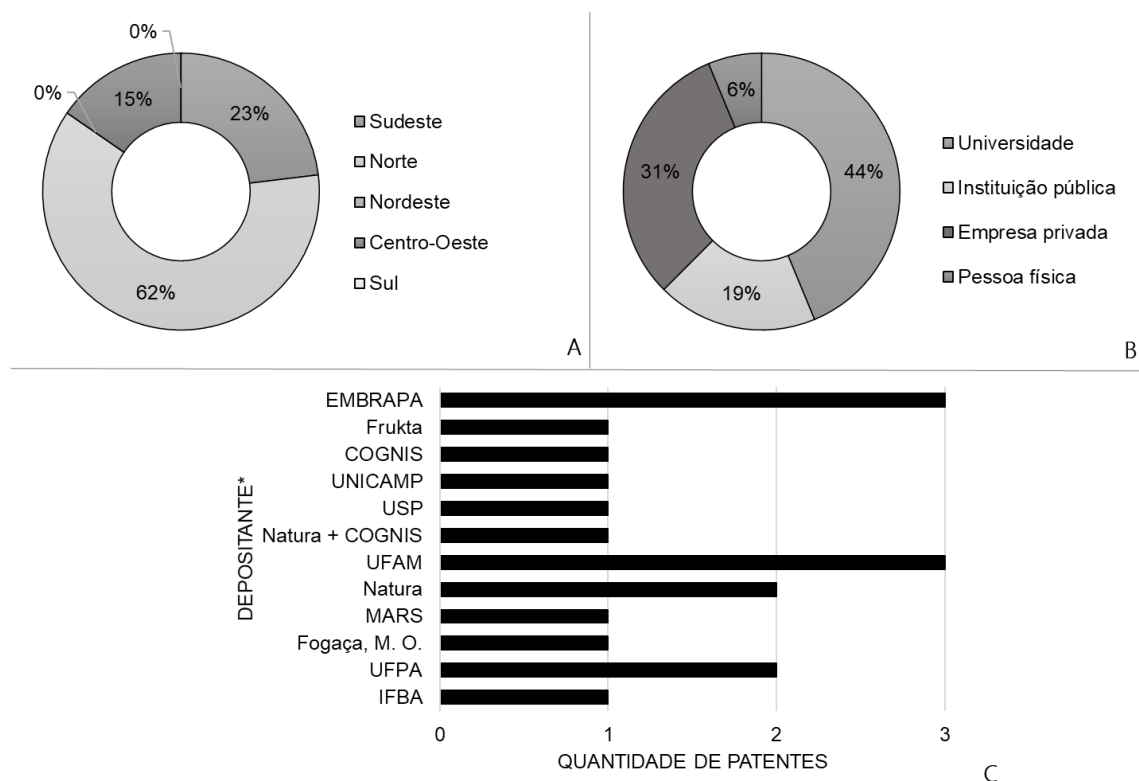 0%
0%
15%
23%
62%
Sudeste
Norte
Nordeste
Centro-Oeste
Sul
A
6%
31%
44%
19%
Universidade
Instituição pública
Empresa privada
Pessoa física
B
DEPOSITANTE*
EMBRAPA
Frukta
COGNIS
UNICAMP
USP
Natura + COGNIS
UFAM
Natura
MARS
Fogaça, M. O.
UFPA
IFBA
0 1 2 3
QUANTIDADE DE PATENTES
C